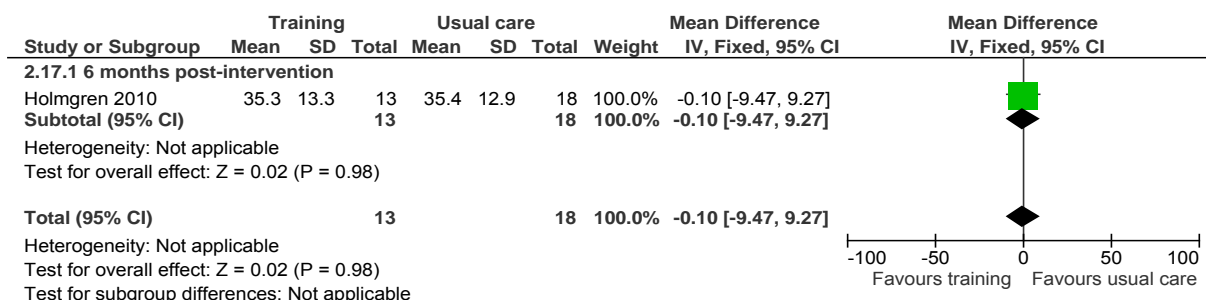 Training Usual care Mean Difference Mean Difference
Study or Subgroup Mean SD Total Mean SD Total Weight IV, Fixed, 95% CI IV, Fixed, 95% CI
2.17.1 6 months post-intervention
Holmgren 2010 35.3 13.3 13 35.4 12.9 18 100.0% -0.10 [-9.47, 9.27]
Subtotal (95% CI) 13 18 100.0% -0.10 [-9.47, 9.27]
Heterogeneity: Not applicable
Test for overall effect: Z = 0.02 (P = 0.98)
Total (95% CI) 13 18 100.0% -0.10 [-9.47, 9.27]
Heterogeneity: Not applicable
Test for overall effect: Z = 0.02 (P = 0.98)
Test for subgroup differences: Not applicable
-100 -50 0 50 100
Favours training Favours usual care